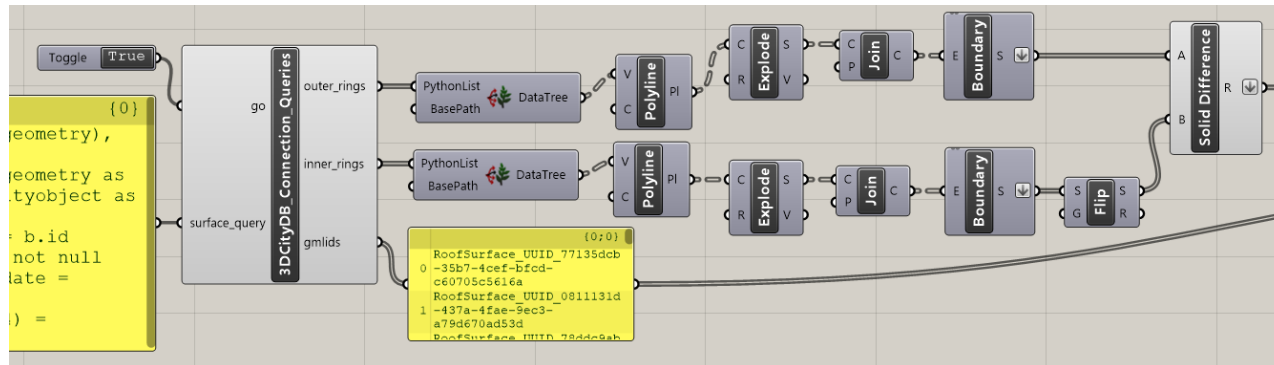 Toggle True
{0}
geometry),
geometry as
tyobject as
= b.id
not null
date =
) =
go
surface_query
3DCityDB_Connection_Queries
outer_rings
inner_rings
gmlids
PythonList
BasePath
DataTree
V
C
Polyline
Pl
C
R
Explode
S
V
C
P
Join
C
E
Boundary
S
A
B
Solid Difference
R
PythonList
BasePath
DataTree
V
C
Polyline
Pl
C
R
Explode
S
V
C
P
Join
C
E
Boundary
S
S
G
Flip
S
R
{0;0}
0 RoofSurface_UUID_77135dcb
-35b7-4cef-bfcd-
c60705c5616a
1 RoofSurface_UUID_0811131d
-437a-4fae-9ec3-
a79d670ad53d
RoofSurface_UUID_78ddc9ab